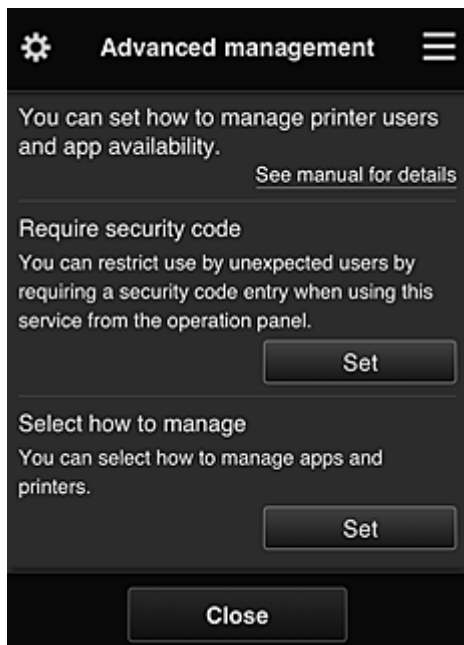 Advanced management
You can set how to manage printer users
and app availability.
See manual for details
Require security code
You can restrict use by unexpected users by
requiring a security code entry when using this
service from the operation panel.
Set
Select how to manage
You can select how to manage apps and
printers.
Set
Close